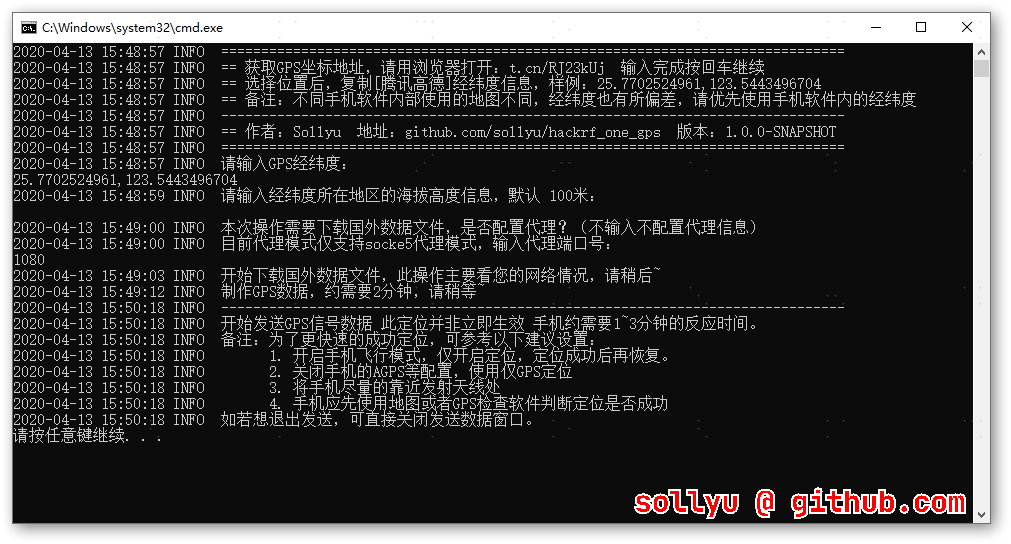 C:\Windows\system32\cmd.exe
2020-04-13 15:48:57 INFO  ==============================================================================
2020-04-13 15:48:57 INFO  == 获取GPS坐标地址，请用浏览器打开：t.cn/RJ23kUj  输入完成按回车继续
2020-04-13 15:48:57 INFO  == 选择位置后，复制[腾讯高德]经纬度信息，样例：25.7702524961,123.5443496704
2020-04-13 15:48:57 INFO  == 备注：不同手机软件内部使用的地图不同，经纬度也有所偏差，请优先使用手机软件内的经纬度
2020-04-13 15:48:57 INFO  ------------------------------------------------------------------------------
2020-04-13 15:48:57 INFO  == 作者：Sollyu  地址：github.com/sollyu/hackrf_one_gps  版本：1.0.0-SNAPSHOT
2020-04-13 15:48:57 INFO  ==============================================================================
2020-04-13 15:48:57 INFO  请输入GPS经纬度：
25.7702524961,123.5443496704
2020-04-13 15:48:59 INFO  请输入经纬度所在地区的海拔高度信息，默认 100米：
2020-04-13 15:49:00 INFO  本次操作需要下载国外数据文件，是否配置代理？（不输入不配置代理信息）
2020-04-13 15:49:00 INFO  目前代理模式仅支持socke5代理模式，输入代理端口号：
1080
2020-04-13 15:49:03 INFO  开始下载国外数据文件，此操作主要看您的网络情况，请稍后~
2020-04-13 15:49:12 INFO  制作GPS数据，约需要2分钟，请稍等~
2020-04-13 15:50:18 INFO  ------------------------------------------------------------------------------
2020-04-13 15:50:18 INFO  开始发送GPS信号数据 此定位并非立即生效 手机约需要1~3分钟的反应时间。
2020-04-13 15:50:18 INFO  备注：为了更快速的成功定位，可参考以下建议设置：
2020-04-13 15:50:18 INFO        1. 开启手机飞行模式，仅开启定位，定位成功后再恢复。
2020-04-13 15:50:18 INFO        2. 关闭手机的AGPS等配置，使用仅GPS定位
2020-04-13 15:50:18 INFO        3. 将手机尽量的靠近发射天线处
2020-04-13 15:50:18 INFO        4. 手机应先使用地图或者GPS检查软件判断定位是否成功
2020-04-13 15:50:18 INFO  如若想退出发送，可直接关闭发送数据窗口。
请按任意键继续. . .
sollyu @ github.com